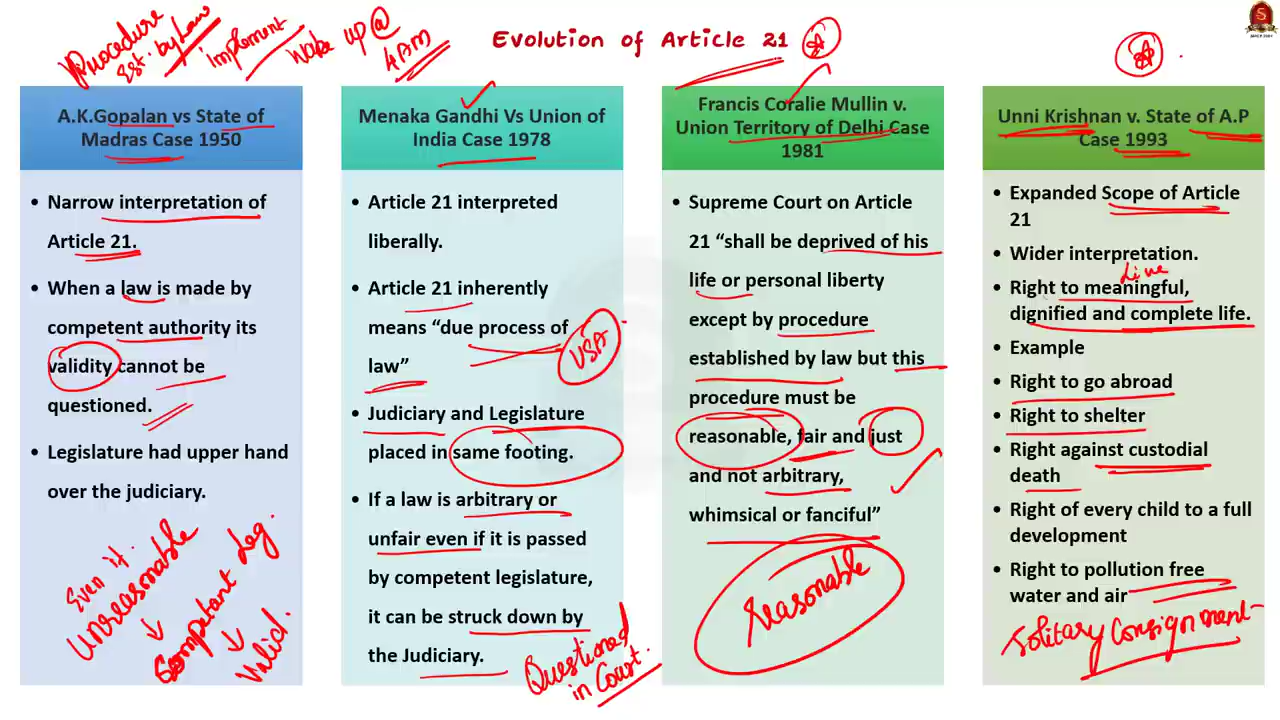 Procedure
Est. by Law
implement
Wake up @
4AM
Evolution of Article 21
A.K.Gopalan vs State of
Madras Case 1950
• Narrow interpretation of
Article 21.
• When a law is made by
competent authority its
validity cannot be
questioned.
• Legislature had upper hand
over the judiciary.
Even if
Unreasonable
Competant Leg.
Valid.
Menaka Gandhi Vs Union of
India Case 1978
• Article 21 interpreted
liberally.
• Article 21 inherently
means “due process of
law”
USA
• Judiciary and Legislature
placed in same footing.
• If a law is arbitrary or
unfair even if it is passed
by competent legislature,
it can be struck down by
the Judiciary.
Questioned
in Court.
Francis Coralie Mullin v.
Union Territory of Delhi Case
1981
• Supreme Court on Article
21 “shall be deprived of his
life or personal liberty
except by procedure
established by law but this
procedure must be
reasonable, fair and just
and not arbitrary,
whimsical or fanciful”
reasonable
Unni Krishnan v. State of A.P
Case 1993
• Expanded Scope of Article
21
• Wider interpretation.
Live
• Right to meaningful,
dignified and complete life.
• Example
• Right to go abroad
• Right to shelter
• Right against custodial
death
• Right of every child to a full
development
• Right to pollution free
water and air
Solitary Consignment